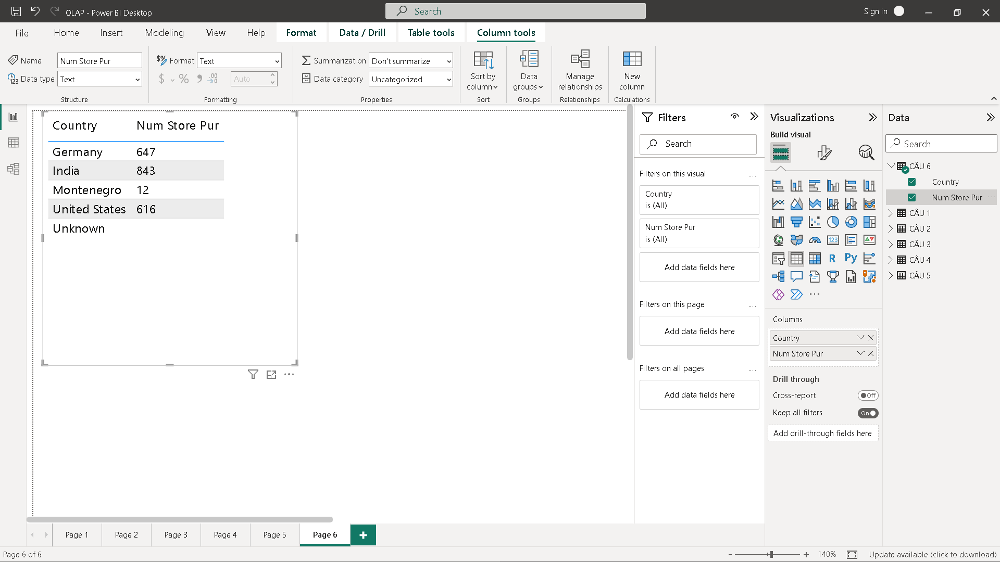 OLAP - Power BI Desktop
Search
Sign in
File
Home
Insert
Modeling
View
Help
Format
Data / Drill
Table tools
Column tools
Name
Num Store Pur
Data type
Text
Structure
Format
Text
Auto
Formatting
Summarization
Don't summarize
Data category
Uncategorized
Properties
Sort by
column
Sort
Data
groups
Groups
Manage
relationships
Relationships
New
column
Calculations
Country Num Store Pur
Germany 647
India 843
Montenegro 12
United States 616
Unknown
Filters
Search
Filters on this visual
Country
is (All)
Num Store Pur
is (All)
Add data fields here
Filters on this page
Add data fields here
Filters on all pages
Add data fields here
Visualizations
Build visual
123
R
Py
Columns
Country
Num Store Pur
Drill through
Cross-report
Off
Keep all filters
On
Add drill-through fields here
Data
Search
CÂU 6
Country
Num Store Pur
CÂU 1
CÂU 2
CÂU 3
CÂU 4
CÂU 5
Page 1
Page 2
Page 3
Page 4
Page 5
Page 6
Page 6 of 6
140%
Update available (click to download)